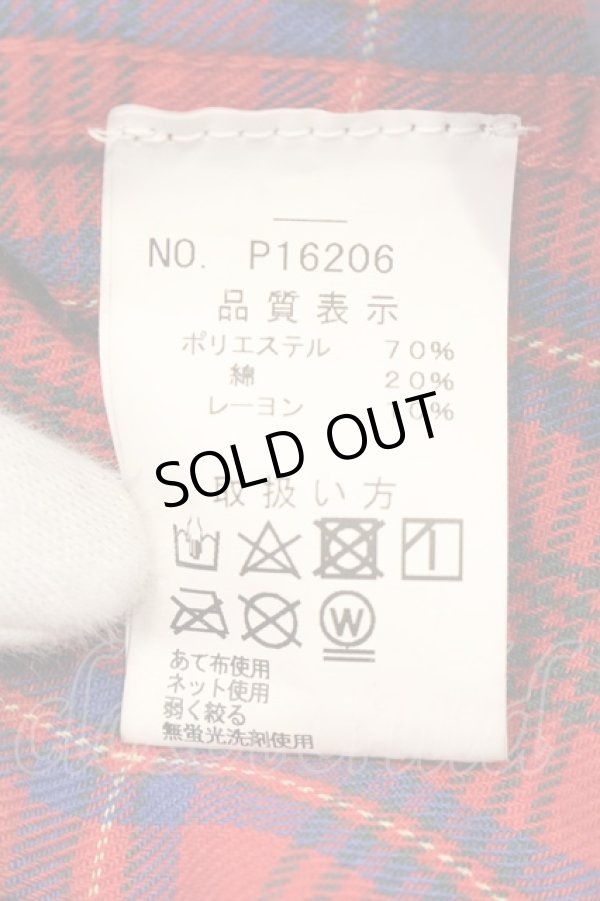 NO. P16206
品質表示
ポリエステル 70%
綿 20%
レーヨン 10%
SOLD OUT
取扱い方
W
あて布使用
ネット使用
弱く絞る
無蛍光洗剤使用